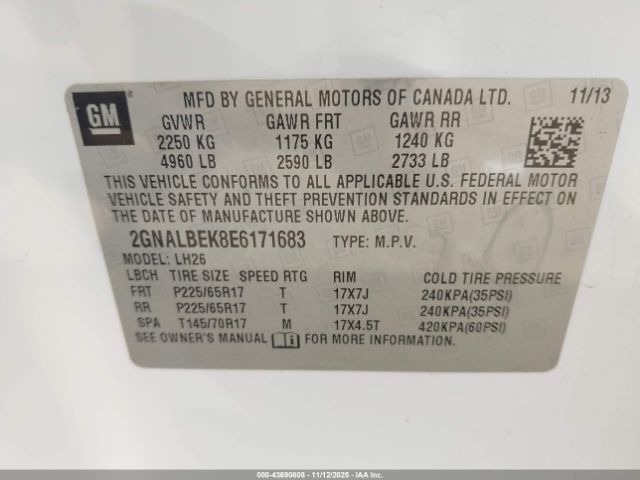 GM ®
MFD BY GENERAL MOTORS OF CANADA LTD. 11/13
GVWR GAWR FRT GAWR RR
2250 KG 1175 KG 1240 KG
4960 LB 2590 LB 2733 LB
THIS VEHICLE CONFORMS TO ALL APPLICABLE U.S. FEDERAL MOTOR
VEHICLE SAFETY AND THEFT PREVENTION STANDARDS IN EFFECT ON
THE DATE OF MANUFACTURE SHOWN ABOVE.
2GNALBEK8E6171683 TYPE: M.P.V.
MODEL: LH26
LBCH TIRE SIZE SPEED RTG RIM COLD TIRE PRESSURE
FRT P225/65R17 T 17X7J 240KPA(35PSI)
RR P225/65R17 T 17X7J 240KPA(35PSI)
SPA T145/70R17 M 17X4.5T 420KPA(60PSI)
SEE OWNER'S MANUAL FOR MORE INFORMATION.
000-43690808 - 11/12/2025 - IAA Inc.